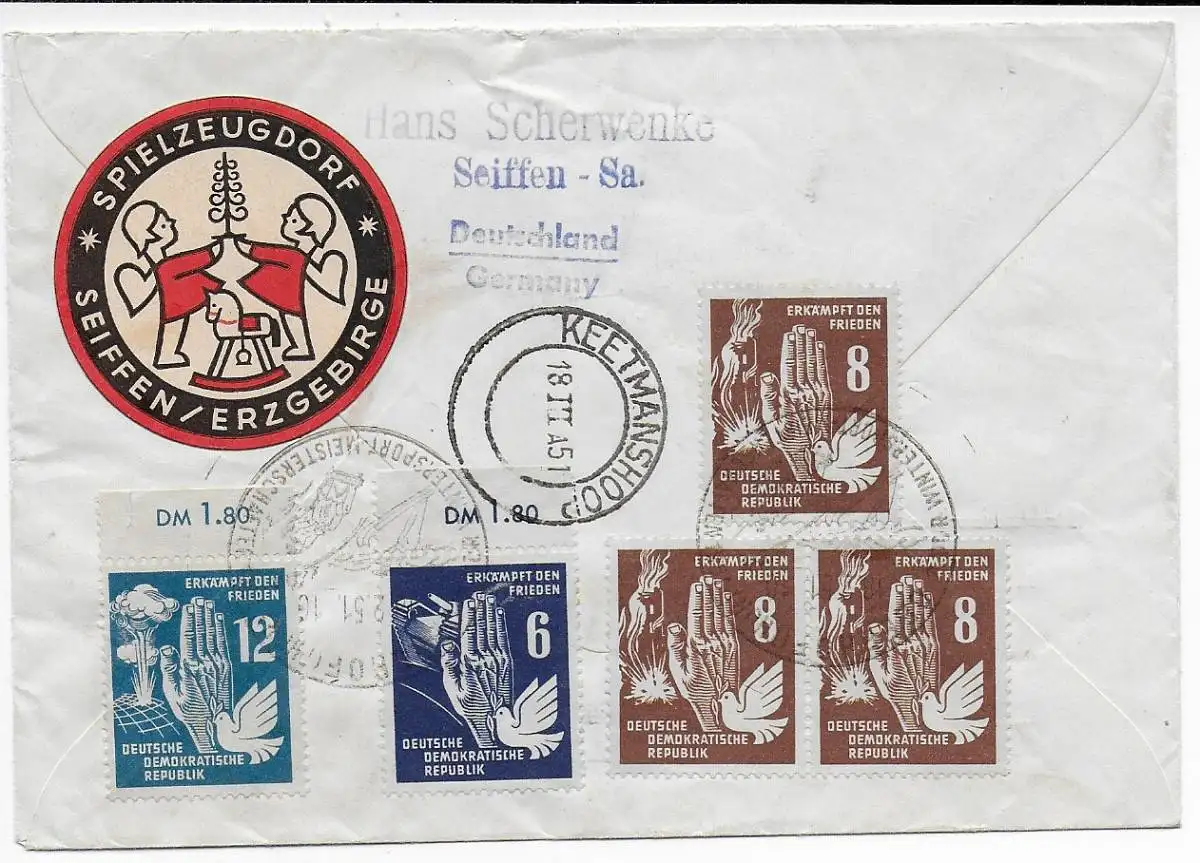 SPIELZEUGDORF
SEIFFEN/ERZGEBIRGE
Hans Scherwenke
Seiffen - Sa.
Deutschland
Germany
KEETMANSHOOP
18 III A51
ERKÄMPFT DEN
FRIEDEN
8
DEUTSCHE
DEMOKRATISCHE
REPUBLIK
DM 1.80
DM 1.80
ERKÄMPFT DEN
FRIEDEN
12
DEUTSCHE
DEMOKRATISCHE
REPUBLIK
ERKÄMPFT DEN
FRIEDEN
6
DEUTSCHE
DEMOKRATISCHE
REPUBLIK
ERKÄMPFT DEN
FRIEDEN
8
DEUTSCHE
DEMOKRATISCHE
REPUBLIK
ERKÄMPFT DEN
FRIEDEN
8
DEUTSCHE
DEMOKRATISCHE
REPUBLIK